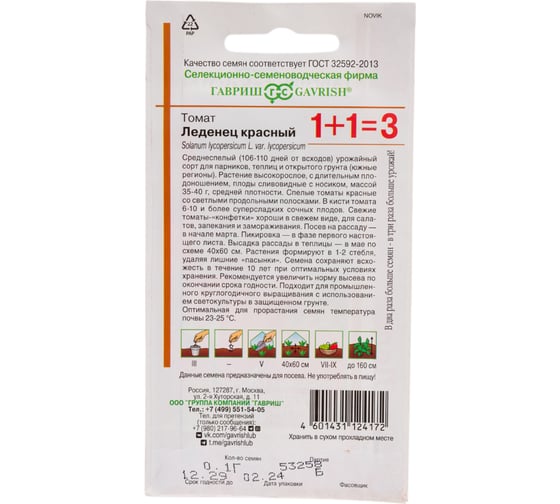 NOVIK
22
PAP
Качество семян соответствует ГОСТ 32592-2013
Селекционно-семеноводческая фирма
ГАВРИШ GAVRISH®
Томат
Леденец красный
1+1=3
Solanum lycopersicum L. var. lycopersicum
Среднеспелый (106-110 дней от всходов) урожайный
сорт для парников, теплиц и открытого грунта (южные
регионы). Растение высокорослое, с длительным пло-
доношением, плоды сливовидные с носиком, массой
35-40 г, средней плотности. Спелые томаты красные
со светлыми продольными полосками. В кисти томата
6-10 и более суперсладких сочных плодов. Свежие
томаты-«конфетки» хороши в свежем виде, для сала-
тов, запекания и замораживания. Посев на рассаду —
в начале марта. Пикировка — в фазе первого настоя-
щего листа. Высадка рассады в теплицы — в мае по
схеме 40х60 см. Растения формируют в 1-2 стебля,
удаляя лишние «пасынки». Семена сохраняют всхо-
жесть в течение 10 лет при оптимальных условиях
хранения. Рекомендуется увеличить норму высева по
окончании срока годности. Подходит для промышлен-
ного круглогодичного выращивания с использовани-
ем светокультуры в защищенном грунте.
Оптимальная для прорастания семян температура
почвы 23-25 °С.
В два раза больше семян - в три раза больше урожай!
III – V 40х60 см VII-IX до 160 см
Данные семена предназначены для посева. Не употреблять в пищу!
Россия, 127287, г. Москва,
ул. 2-я Хуторская, д. 11
ООО "ГРУППА КОМПАНИЙ "ГАВРИШ"
Тел.: +7 (499) 551-54-05
Тел. для претензий
(только сообщения):
+7 (980) 217-96-64
vk.com/gavrishlub
t.me/gavrishlub
4 601431 124172
Хранить в сухом прохладном месте
Кол-во семян
Партия
0.1Г
53258
12.29 02.24 Б
Срок годности до
Дата упаковки
Фасовщик